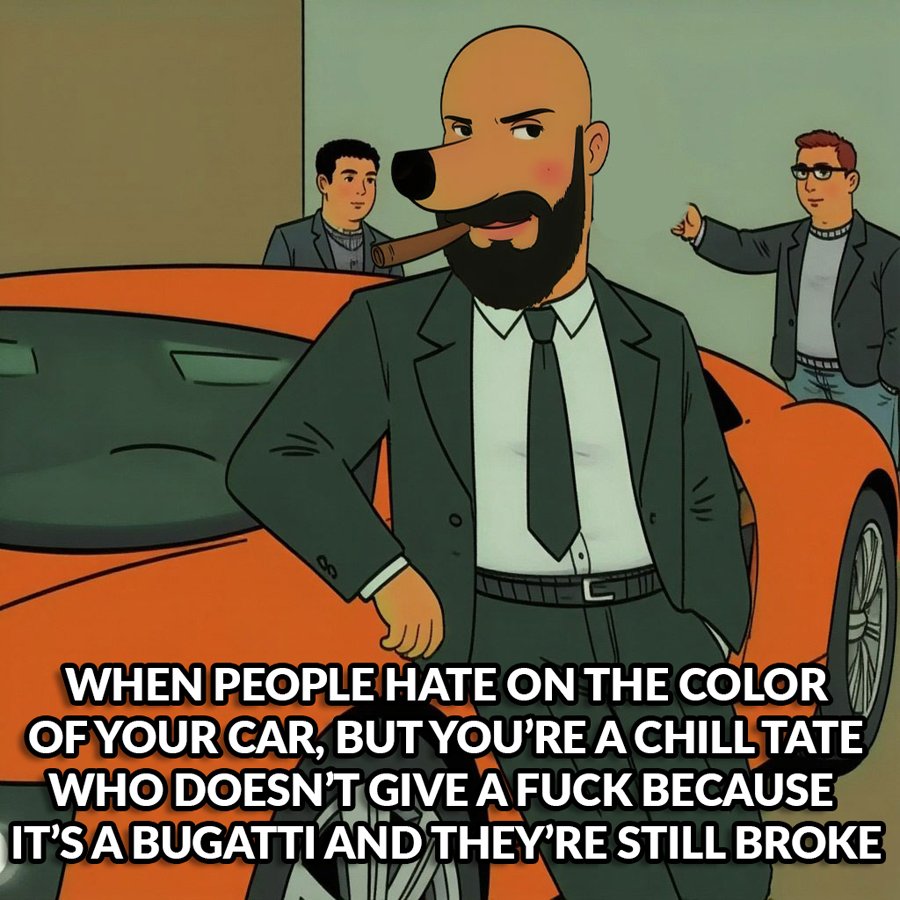 WHEN PEOPLE HATE ON THE COLOR
OF YOUR CAR, BUT YOU'RE A CHILL TATE
WHO DOESN'T GIVE A FUCK BECAUSE
IT'S A BUGATTI AND THEY'RE STILL BROKE